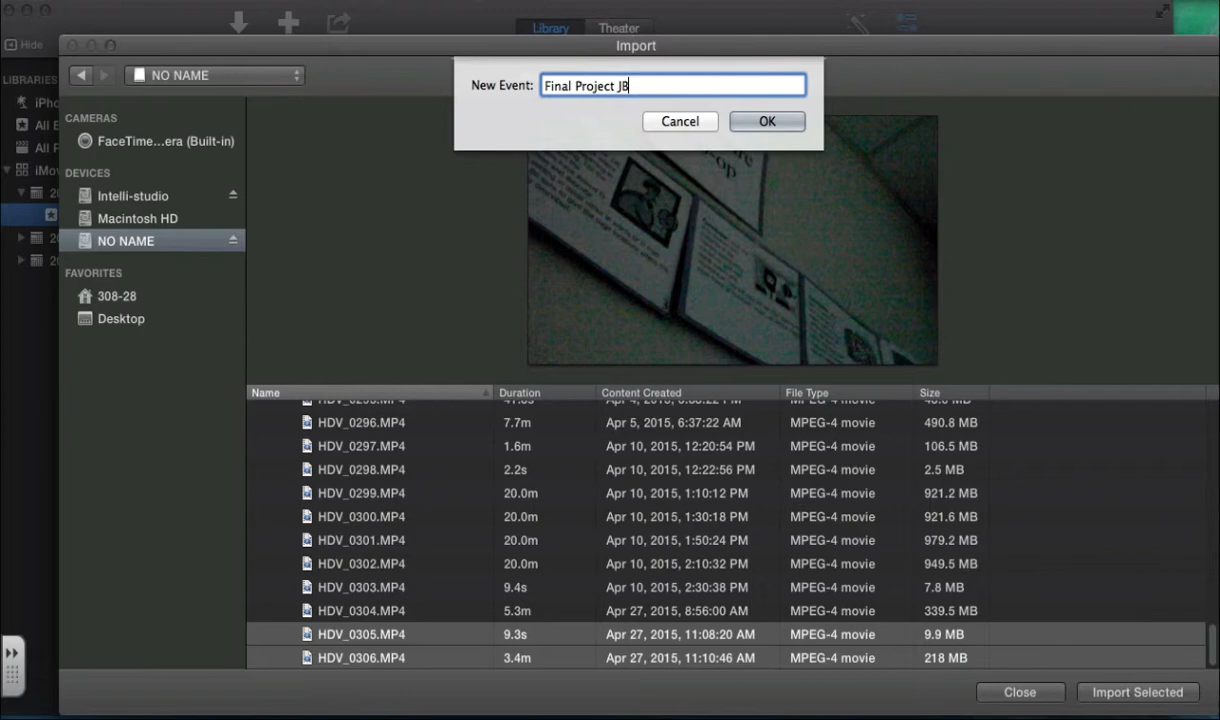 Library Theater
Hide
Import
LIBRARIES
NO NAME
New Event: Final Project JB
Cancel OK
iPho
All E
All P
iMov
CAMERAS
FaceTime...era (Built-in)
DEVICES
Intelli-studio
Macintosh HD
NO NAME
FAVORITES
308-28
Desktop
Name Duration Content Created File Type Size
HDV_0296.MP4 7.7m Apr 5, 2015, 6:37:22 AM MPEG-4 movie 490.8 MB
HDV_0297.MP4 1.6m Apr 10, 2015, 12:20:54 PM MPEG-4 movie 106.5 MB
HDV_0298.MP4 2.2s Apr 10, 2015, 12:22:56 PM MPEG-4 movie 2.5 MB
HDV_0299.MP4 20.0m Apr 10, 2015, 1:10:12 PM MPEG-4 movie 921.2 MB
HDV_0300.MP4 20.0m Apr 10, 2015, 1:30:18 PM MPEG-4 movie 921.6 MB
HDV_0301.MP4 20.0m Apr 10, 2015, 1:50:24 PM MPEG-4 movie 979.2 MB
HDV_0302.MP4 20.0m Apr 10, 2015, 2:10:32 PM MPEG-4 movie 949.5 MB
HDV_0303.MP4 9.4s Apr 10, 2015, 2:30:38 PM MPEG-4 movie 7.8 MB
HDV_0304.MP4 5.3m Apr 27, 2015, 8:56:00 AM MPEG-4 movie 339.5 MB
HDV_0305.MP4 9.3s Apr 27, 2015, 11:08:20 AM MPEG-4 movie 9.9 MB
HDV_0306.MP4 3.4m Apr 27, 2015, 11:10:46 AM MPEG-4 movie 218 MB
Close Import Selected